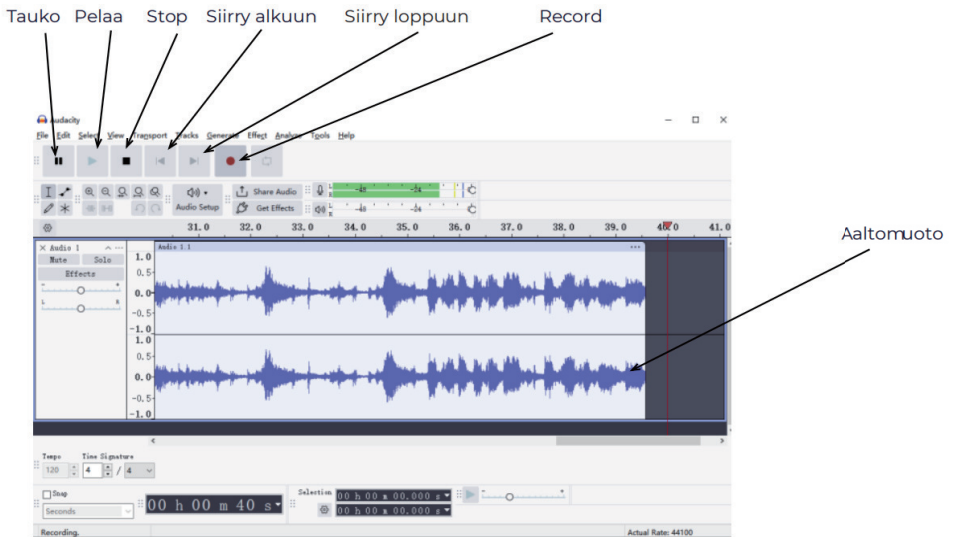 Tauko Pelaa Stop Siirry alkuun Siirry loppuun Record
Audacity
File Edit Select View Transport Tracks Generate Effect Analyze Tools Help
Audio Setup
Share Audio
Get Effects
L -48 -24
R
L -48 -24
R
31.0 32.0 33.0 34.0 35.0 36.0 37.0 38.0 39.0 40.0 41.0
Aaltomuoto
Audio 1
Mute Solo
Effects
- +
L R
Audio 1.1
1.0
0.5
0.0
-0.5
-1.0
1.0
0.5
0.0
-0.5
-1.0
Tempo Time Signature
120 4 / 4
Snap
Seconds
00 h 00 m 40 s
Selection
00 h 00 m 00.000 s
00 h 00 m 00.000 s
Recording. Actual Rate: 44100